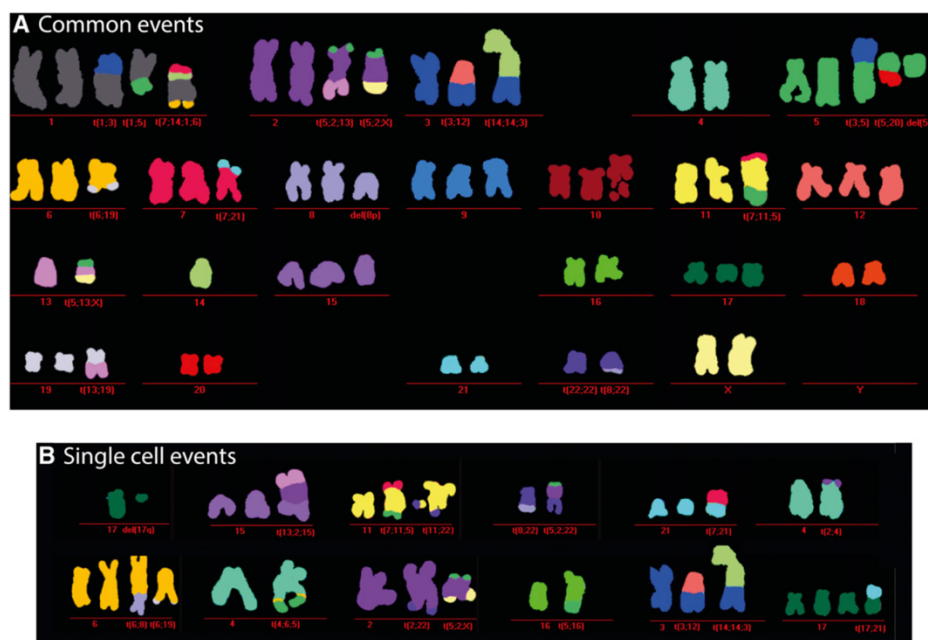 A Common events
1 t(1;3) t(1;5) t(7;14;1;6)
2 t(5;2;13) t(5;2;X)
3 t(3;12) t(14;14;3)
4
5 t(3;5) t(5;20) del(5
6 t(6;19)
7 t(7;21)
8 del(8p)
9
10
11 t(7;11;5)
12
13 t(5;13;X)
14
15
16
17
18
19 t(13;19)
20
21
t(22;22) t(8;22)
X
Y
B Single cell events
17 del(17q)
15 t(13;2;15)
11 t(7;11;5) t(11;22)
t(8;22) t(5;2;22)
21 t(7;21)
4 t(2;4)
6 t(6;8) t(6;19)
4 t(4;6;5)
2 t(2;22) t(5;2;X)
16 t(5;16)
3 t(3;12) t(14;14;3)
17 t(17;21)